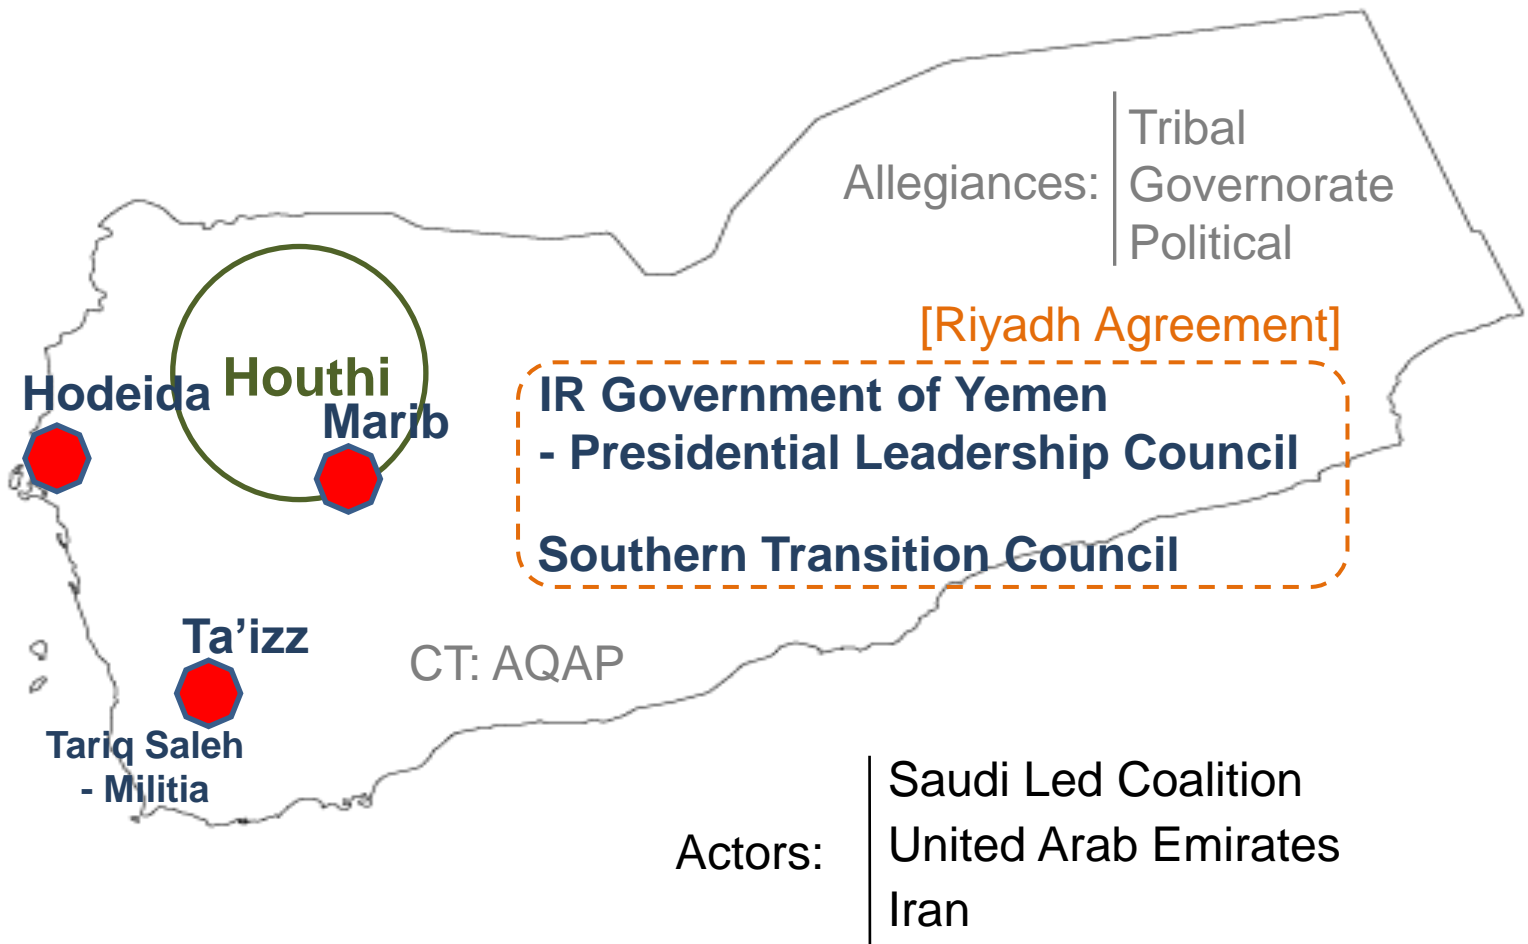 Allegiances:
Tribal
Governorate
Political
[Riyadh Agreement]
Houthi
Hodeida
Marib
IR Government of Yemen
- Presidential Leadership Council
Southern Transition Council
Ta’izz
CT: AQAP
Tariq Saleh
- Militia
Actors:
Saudi Led Coalition
United Arab Emirates
Iran